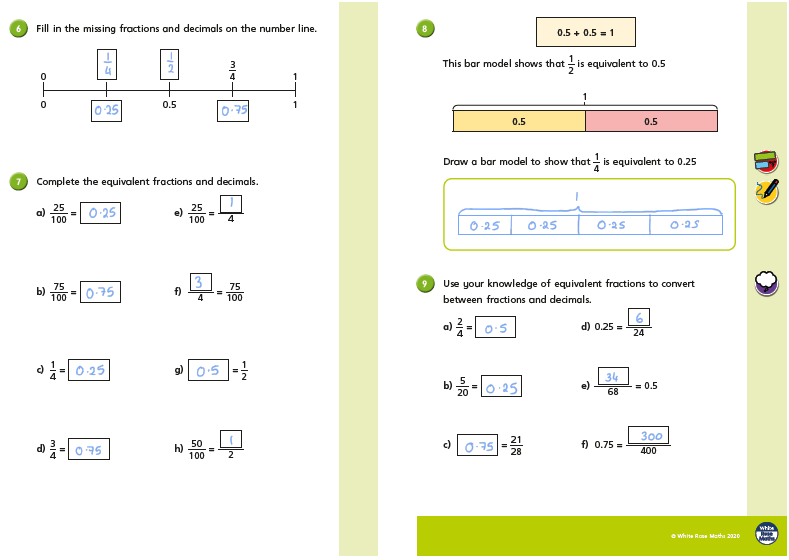 6 Fill in the missing fractions and decimals on the number line.
0 1/4 1/2 3/4 1
0 0.25 0.5 0.75 1
7 Complete the equivalent fractions and decimals.
a) 25/100 = 0.25 e) 25/100 = 1/4
b) 75/100 = 0.75 f) 3/4 = 75/100
c) 1/4 = 0.25 g) 0.5 = 1/2
d) 3/4 = 0.75 h) 50/100 = 1/2
8 0.5 + 0.5 = 1
This bar model shows that 1/2 is equivalent to 0.5
1
0.5 0.5
Draw a bar model to show that 1/4 is equivalent to 0.25
1
0.25 0.25 0.25 0.25
9 Use your knowledge of equivalent fractions to convert
between fractions and decimals.
a) 2/4 = 0.5 d) 0.25 = 6/24
b) 5/20 = 0.25 e) 34/68 = 0.5
c) 0.75 = 21/28 f) 0.75 = 300/400
© White Rose Maths 2020
White
Rose
Maths